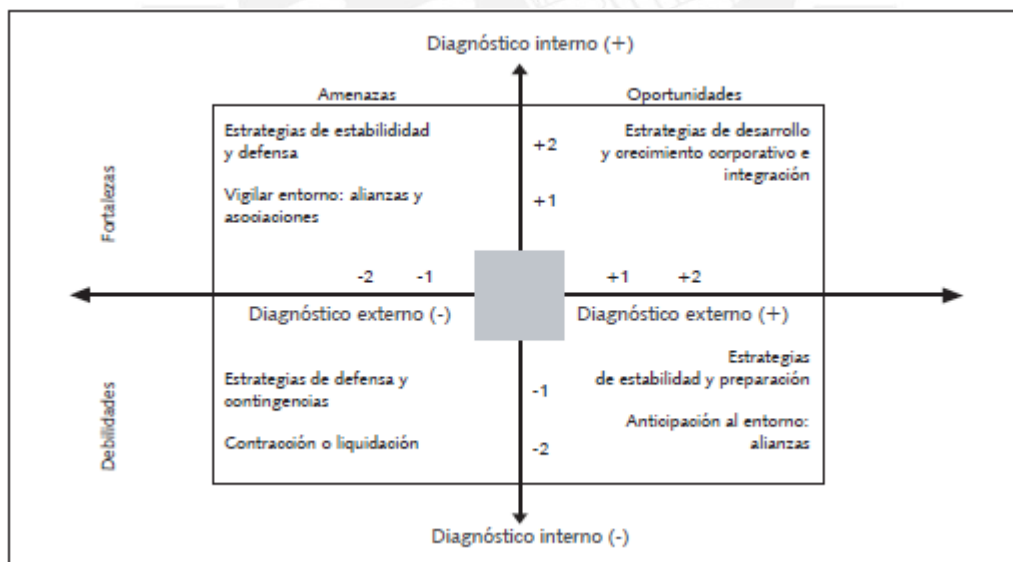 Diagnóstico interno (+)
Amenazas
Oportunidades
Estrategias de estabilididad
y defensa
Vigilar entorno: alianzas y
asociaciones
+2
+1
Estrategias de desarrollo
y crecimiento corporativo e
integración
Fortalezas
-2 -1
+1 +2
Diagnóstico externo (-)
Diagnóstico externo (+)
Debilidades
Estrategias de defensa y
contingencias
Contracción o liquidación
-1
-2
Estrategias
de estabilidad y preparación
Anticipación al entorno:
alianzas
Diagnóstico interno (-)